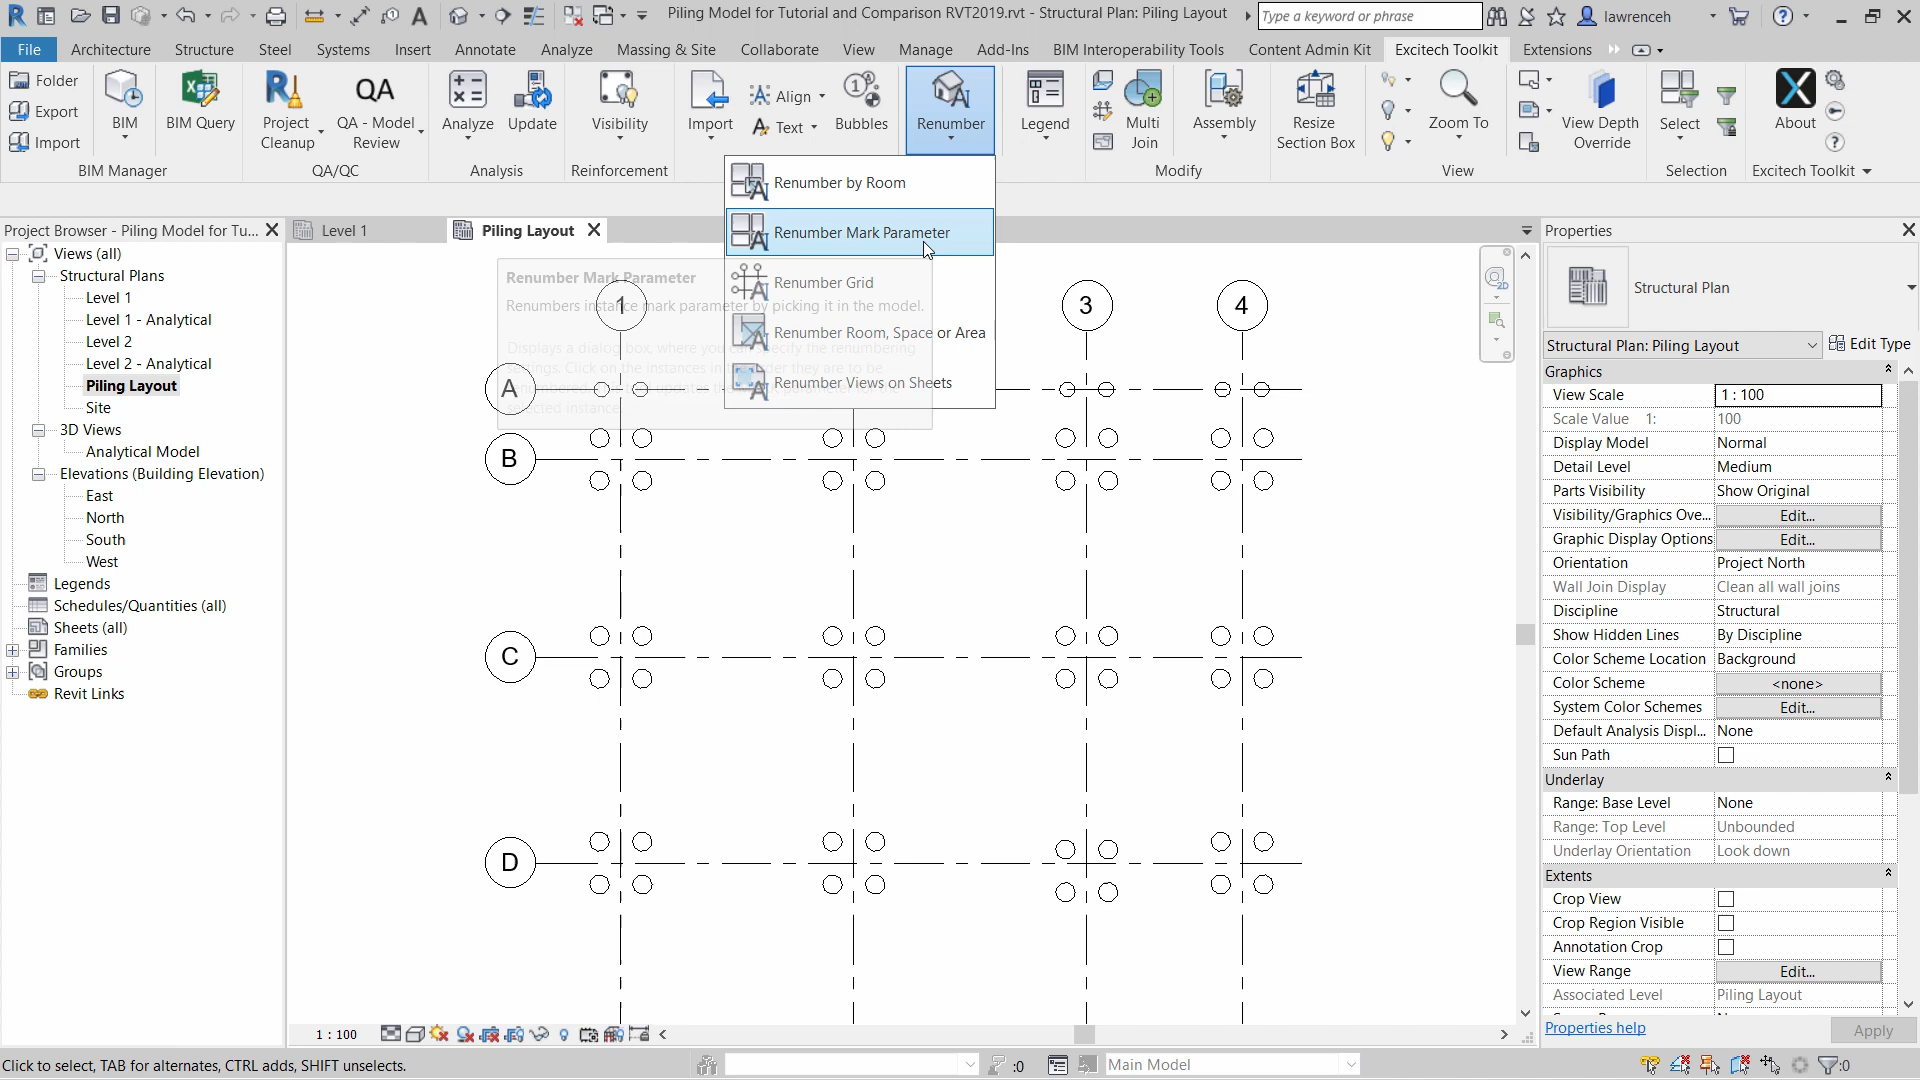 Piling Model for Tutorial and Comparison RVT2019.rvt - Structural Plan: Piling Layout
Type a keyword or phrase
lawrenceh
File Architecture Structure Steel Systems Insert Annotate Analyze Massing & Site Collaborate View Manage Add-Ins BIM Interoperability Tools Content Admin Kit Excitech Toolkit Extensions
Folder
Export
Import
BIM
BIM Query
Project Cleanup
QA
QA - Model Review
Analyze
Update
Visibility
Import
Align
Text
Bubbles
Renumber
Legend
Multi Join
Assembly
Resize Section Box
Zoom To
View Depth Override
Select
About
BIM Manager QA/QC Analysis Reinforcement Modify View Selection Excitech Toolkit
Renumber by Room
Renumber Mark Parameter
Renumber Grid
Renumber Room, Space or Area
Renumber Views on Sheets
Renumber Mark Parameter
Renumbers instance mark parameter by picking it in the model.
Project Browser - Piling Model for Tu...
Views (all)
Structural Plans
Level 1
Level 1 - Analytical
Level 2
Level 2 - Analytical
Piling Layout
Site
3D Views
Analytical Model
Elevations (Building Elevation)
East
North
South
West
Legends
Schedules/Quantities (all)
Sheets (all)
Families
Groups
Revit Links
Level 1
Piling Layout
1 3 4
A
B
C
D
Properties
Structural Plan
Structural Plan: Piling Layout Edit Type
Graphics
View Scale 1 : 100
Scale Value 1: 100
Display Model Normal
Detail Level Medium
Parts Visibility Show Original
Visibility/Graphics Ove... Edit...
Graphic Display Options Edit...
Orientation Project North
Wall Join Display Clean all wall joins
Discipline Structural
Show Hidden Lines By Discipline
Color Scheme Location Background
Color Scheme <none>
System Color Schemes Edit...
Default Analysis Displ... None
Sun Path
Underlay
Range: Base Level None
Range: Top Level Unbounded
Underlay Orientation Look down
Extents
Crop View
Crop Region Visible
Annotation Crop
View Range Edit...
Associated Level Piling Layout
Properties help Apply
1 : 100
Click to select, TAB for alternates, CTRL adds, SHIFT unselects.
:0
Main Model
:0